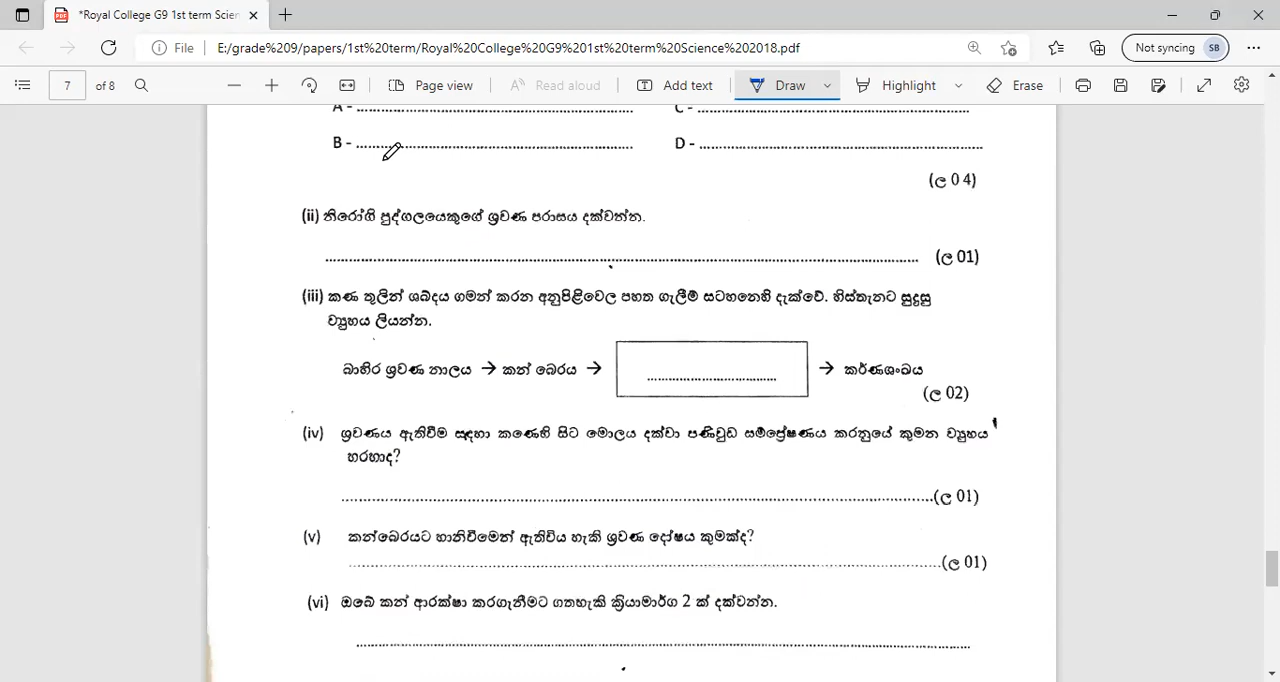 *Royal College G9 1st term Scien
File E:/grade%209/papers/1st%20term/Royal%20College%20G9%201st%20term%20Science%202018.pdf Not syncing SB
7 of 8 Page view Read aloud Add text Draw Highlight Erase
A - ........................ C - ........................
B - ........................ D - ........................
(ල 0 4)
(ii) නිරෝගි පුද්ගලයෙකුගේ ශ්‍රවණ පරාසය දක්වන්න.
........................ (ල 01)
(iii) කණ තුලින් ශබ්දය ගමන් කරන අනුපිළිවෙල පහත ගැලීම් සටහනෙහි දැක්වේ. හිස්තැනට සුදුසු
ව්‍යුහය ලියන්න.
බාහිර ශ්‍රවණ නාලය → කන් බෙරය → ........................ → කර්ණශංඛය
(ල 02)
(iv) ශ්‍රවණය ඇතිවීම සඳහා කණෙහි සිට මොලය දක්වා පණිවුඩ සම්ප්‍රේෂණය කරනුයේ කුමන ව්‍යුහය
හරහාද?
........................(ල 01)
(v) කන්බෙරයට හානිවීමෙන් ඇතිවිය හැකි ශ්‍රවණ දෝෂය කුමක්ද?
........................(ල 01)
(vi) ඔබේ කන් ආරක්ෂා කරගැනීමට ගතහැකි ක්‍රියාමාර්ග 2 ක් දක්වන්න.
........................